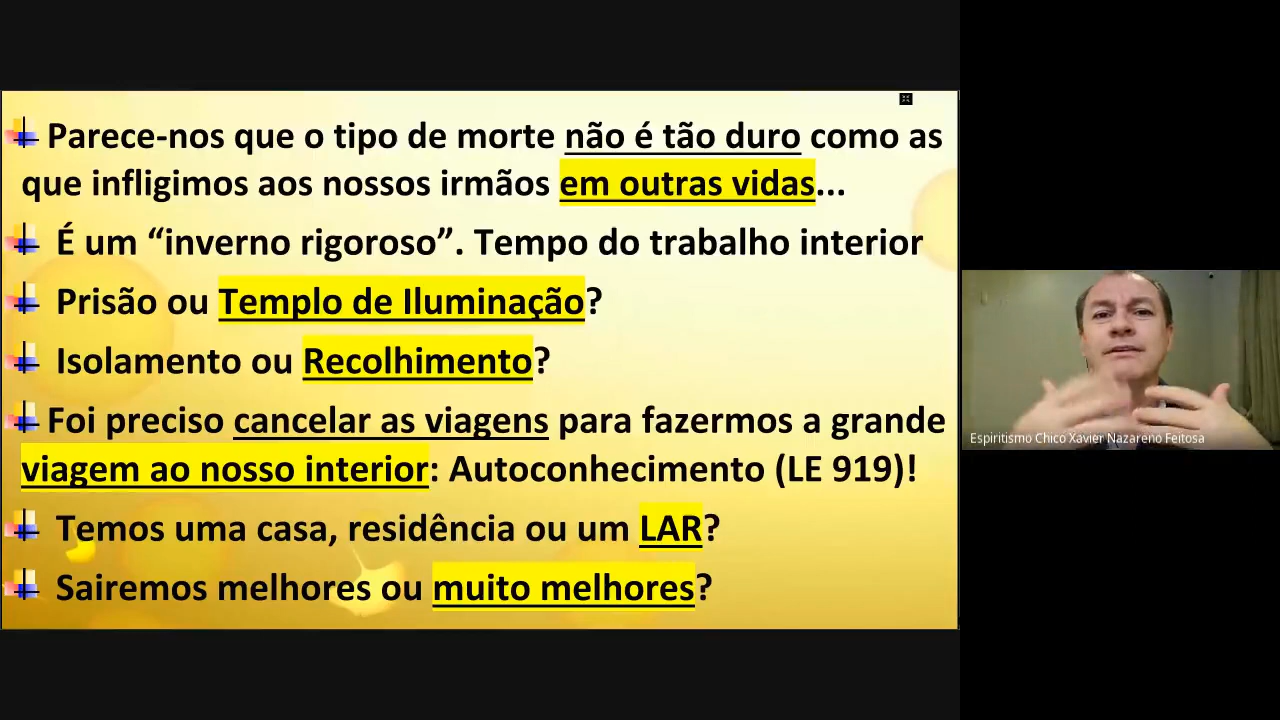 Parece-nos que o tipo de morte não é tão duro como as
que infligimos aos nossos irmãos em outras vidas...
É um “inverno rigoroso”. Tempo do trabalho interior
Prisão ou Templo de Iluminação?
Isolamento ou Recolhimento?
Foi preciso cancelar as viagens para fazermos a grande
viagem ao nosso interior: Autoconhecimento (LE 919)!
Temos uma casa, residência ou um LAR?
Sairemos melhores ou muito melhores?
Espiritismo Chico Xavier Nazareno Feitosa